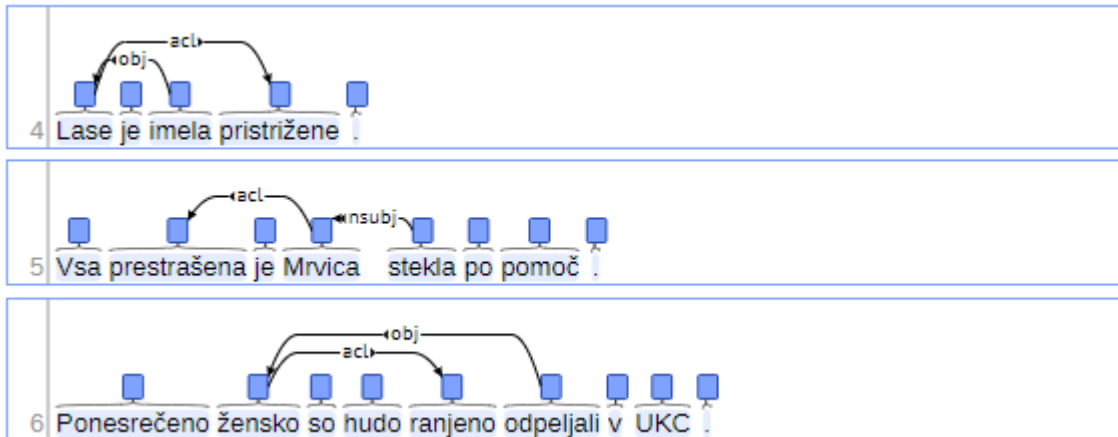 acl
obj
4 Lase je imela pristrižene .
acl
nsubj
5 Vsa prestrašena je Mrvica stekla po pomoč .
obj
acl
6 Ponesrečeno žensko so hudo ranjeno odpeljali v UKC .